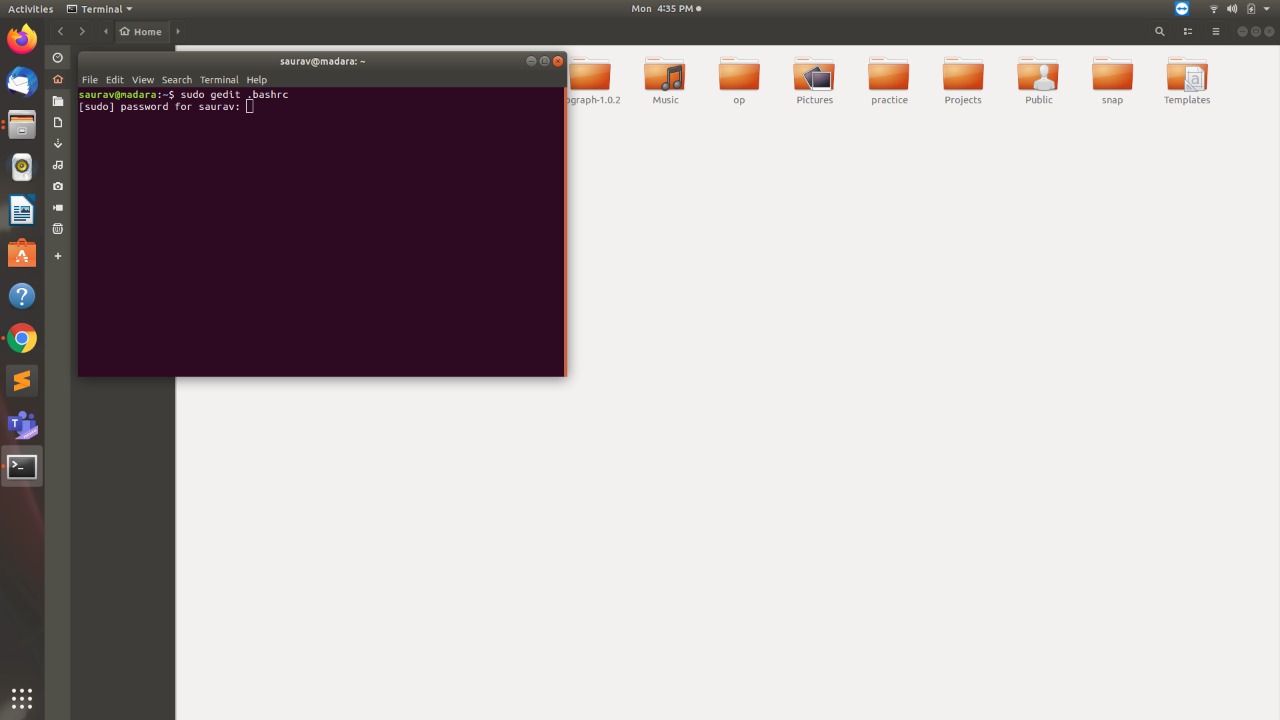 Activities Terminal Mon 4:35 PM
Home
saurav@madara: ~
File Edit View Search Terminal Help
saurav@madara:~$ sudo gedit .bashrc
[sudo] password for saurav:
ograph-1.0.2 Music op Pictures practice Projects Public snap Templates